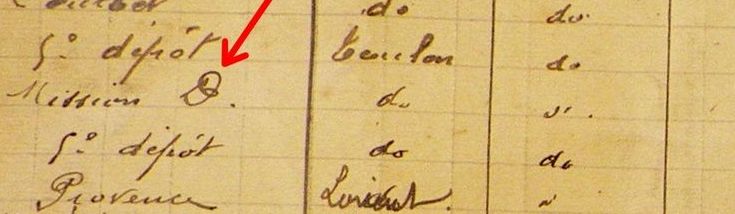 do do
5e dépôt Toulon do
Mission D. do d°.
5e dépôt do do
Provence Lorient. "